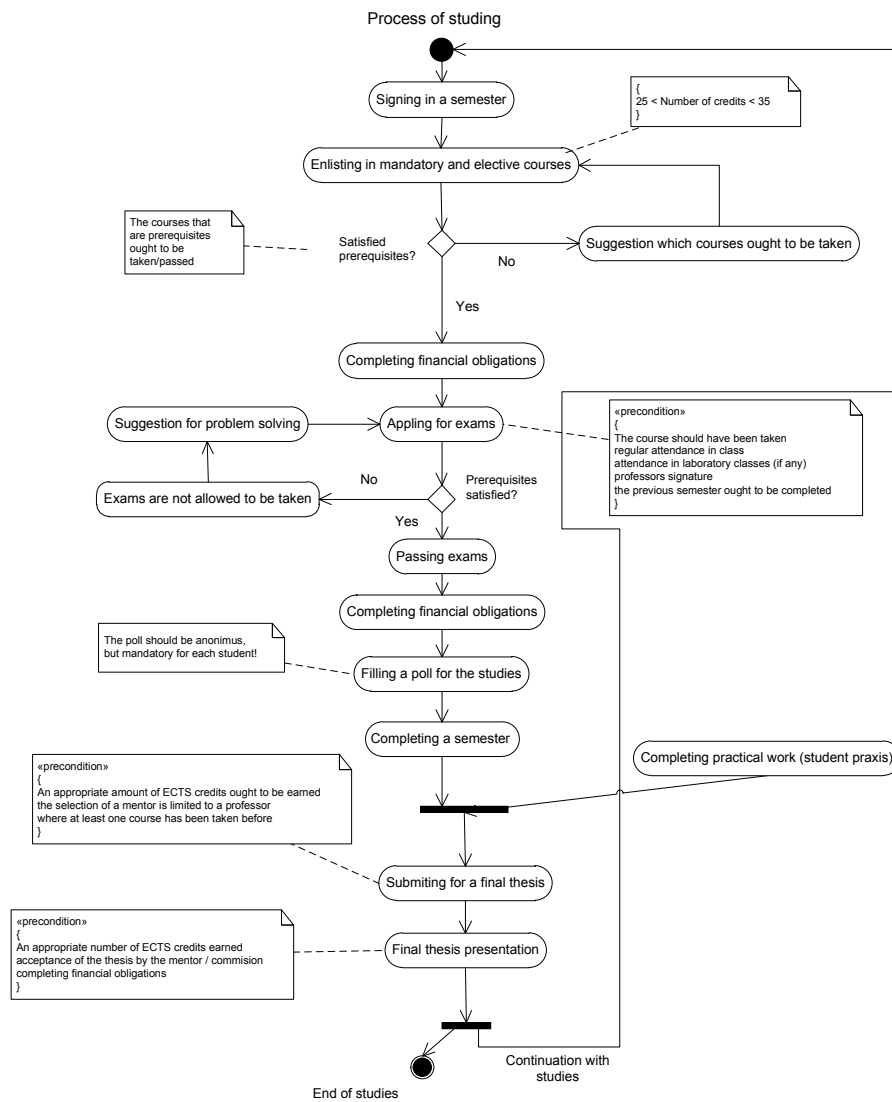 Process of studing
Signing in a semester
{
25 < Number of credits < 35
}
Enlisting in mandatory and elective courses
The courses that
are prerequisites
ought to be
taken/passed
Satisfied
prerequisites?
No
Suggestion which courses ought to be taken
Yes
Completing financial obligations
Suggestion for problem solving
Appling for exams
«precondition»
{
The course should have been taken
regular attendance in class
attendance in laboratory classes (if any)
professors signature
the previous semester ought to be completed
}
No
Prerequisites
satisfied?
Exams are not allowed to be taken
Yes
Passing exams
Completing financial obligations
The poll should be anonimus,
but mandatory for each student!
Filling a poll for the studies
Completing a semester
Completing practical work (student praxis)
«precondition»
{
An appropriate amount of ECTS credits ought to be earned
the selection of a mentor is limited to a professor
where at least one course has been taken before
}
Submiting for a final thesis
«precondition»
{
An appropriate number of ECTS credits earned
acceptance of the thesis by the mentor / commision
completing financial obligations
}
Final thesis presentation
Continuation with
studies
End of studies